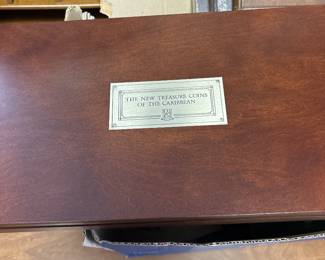 THE NEW TREASURE COINS
OF THE CARIBBEAN